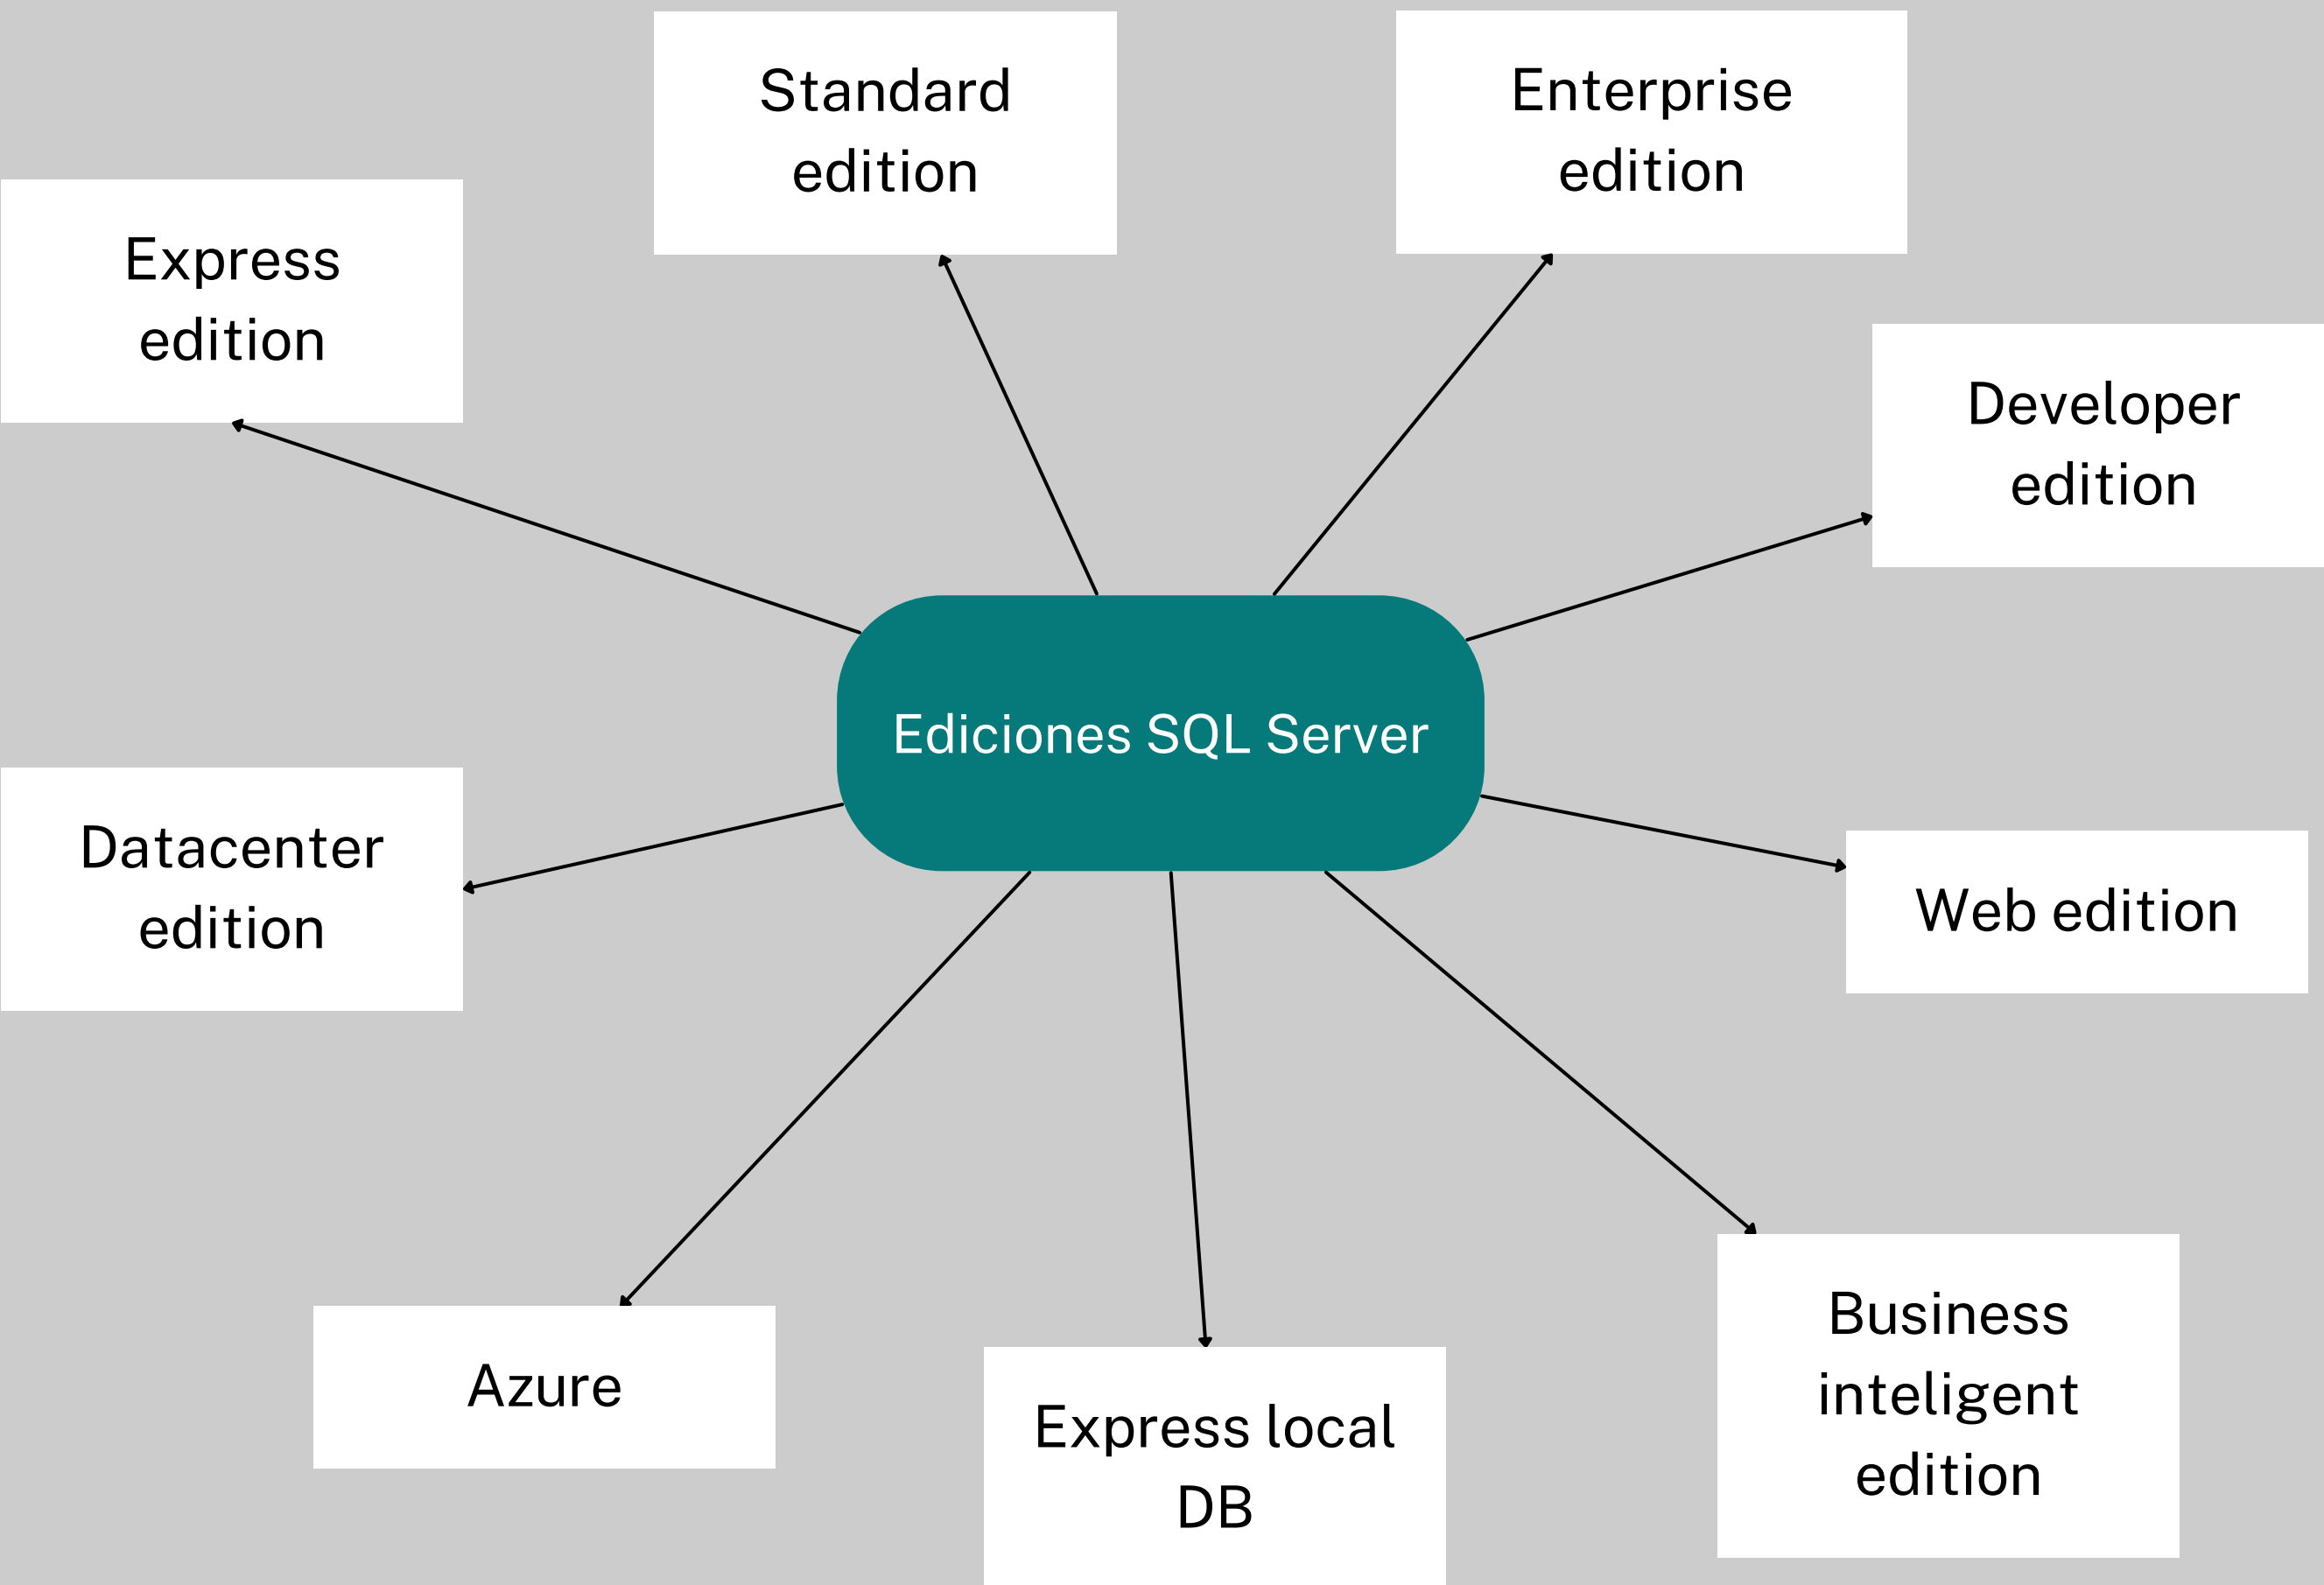 Standard
edition
Enterprise
edition
Express
edition
Developer
edition
Ediciones SQL Server
Datacenter
edition
Web edition
Azure
Express local
DB
Business
inteligent
edition